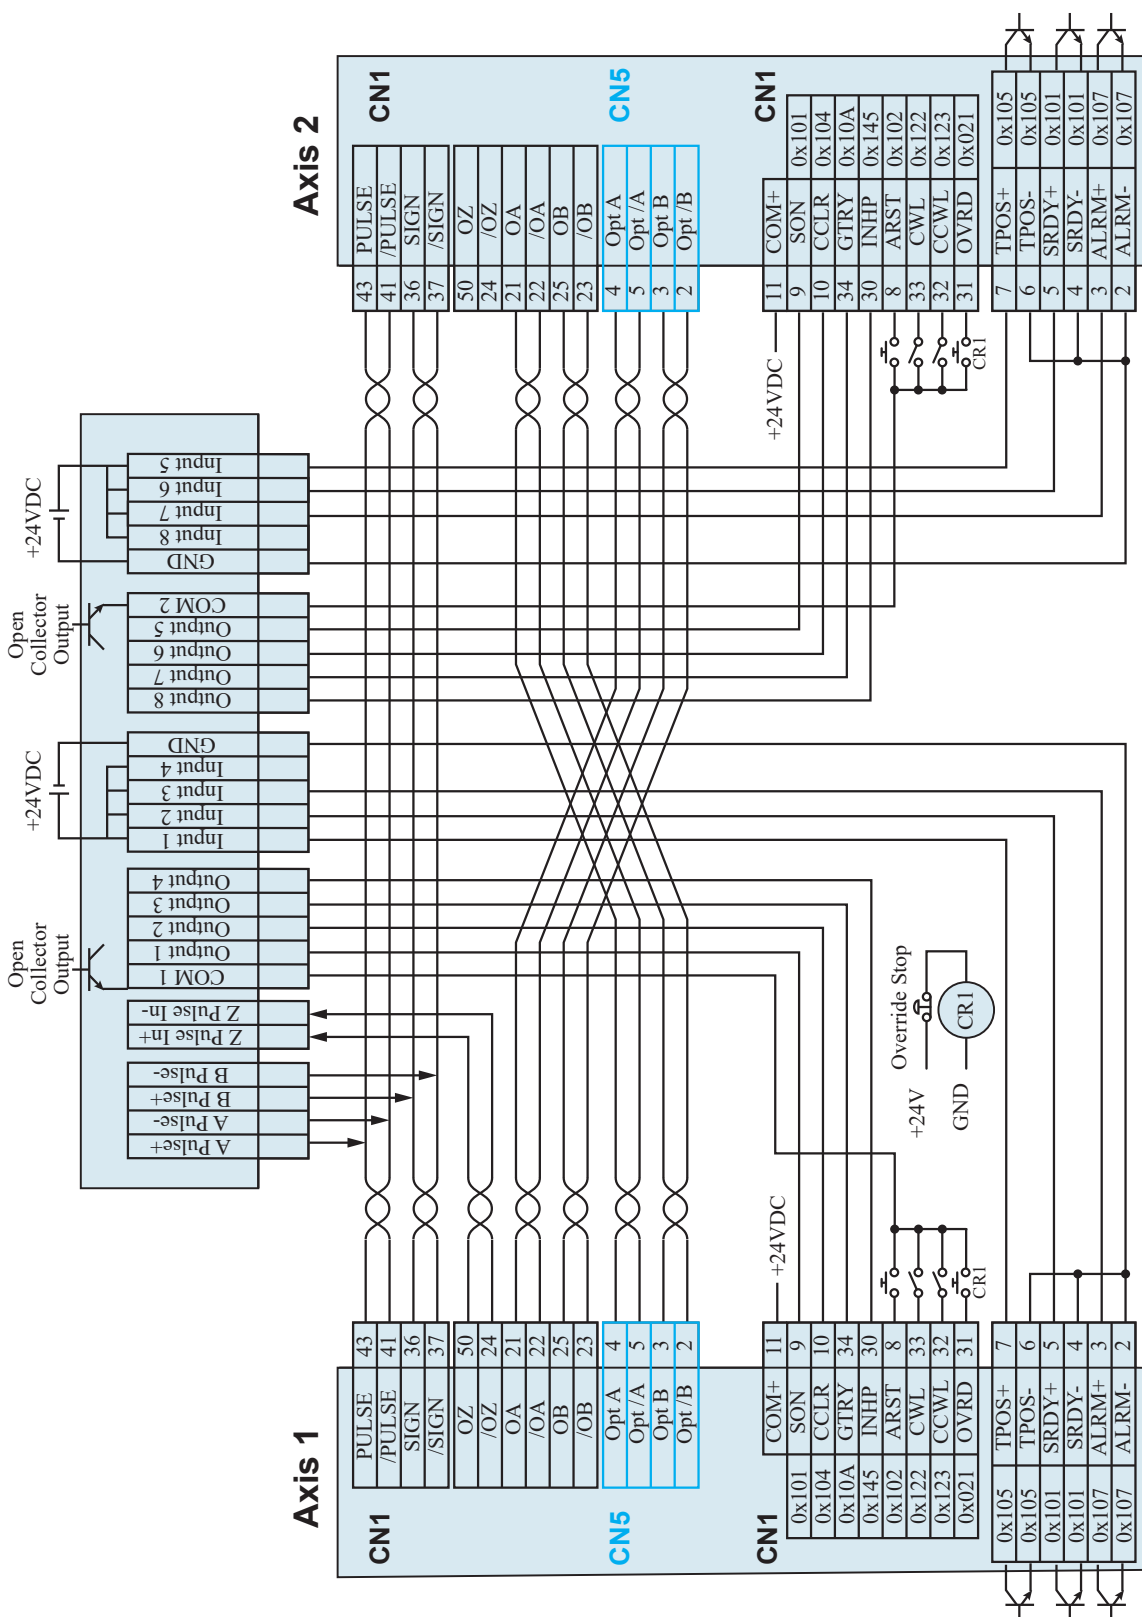 Axis 1
CN1
PULSE 43
/PULSE 41
SIGN 36
/SIGN 37
OZ 50
/OZ 24
OA 21
/OA 22
OB 25
/OB 23
CN5
Opt A 4
Opt /A 5
Opt B 3
Opt /B 2
CN1
COM+ 11
0x101 SON 9
0x104 CCLR 10
0x10A GTRY 34
0x145 INHP 30
0x102 ARST 8
0x122 CWL 33
0x123 CCWL 32
0x021 OVRD 31
0x105 TPOS+ 7
0x105 TPOS- 6
0x101 SRDY+ 5
0x101 SRDY- 4
0x107 ALRM+ 3
0x107 ALRM- 2
+24VDC
CR1
A Pulse+
A Pulse-
B Pulse+
B Pulse-
Z Pulse In+
Z Pulse In-
Open
Collector
Output
COM 1
Output 1
Output 2
Output 3
Output 4
+24VDC
Input 1
Input 2
Input 3
Input 4
GND
Output 8
Output 7
Output 6
Output 5
COM 2
Open
Collector
Output
+24VDC
GND
Input 8
Input 7
Input 6
Input 5
Override Stop
+24V
GND
CR1
Axis 2
CN1
43 PULSE
41 /PULSE
36 SIGN
37 /SIGN
50 OZ
24 /OZ
21 OA
22 /OA
25 OB
23 /OB
CN5
4 Opt A
5 Opt /A
3 Opt B
2 Opt /B
CN1
11 COM+
9 SON 0x101
10 CCLR 0x104
34 GTRY 0x10A
30 INHP 0x145
8 ARST 0x102
33 CWL 0x122
32 CCWL 0x123
31 OVRD 0x021
7 TPOS+ 0x105
6 TPOS- 0x105
5 SRDY+ 0x101
4 SRDY- 0x101
3 ALRM+ 0x107
2 ALRM- 0x107
+24VDC
CR1